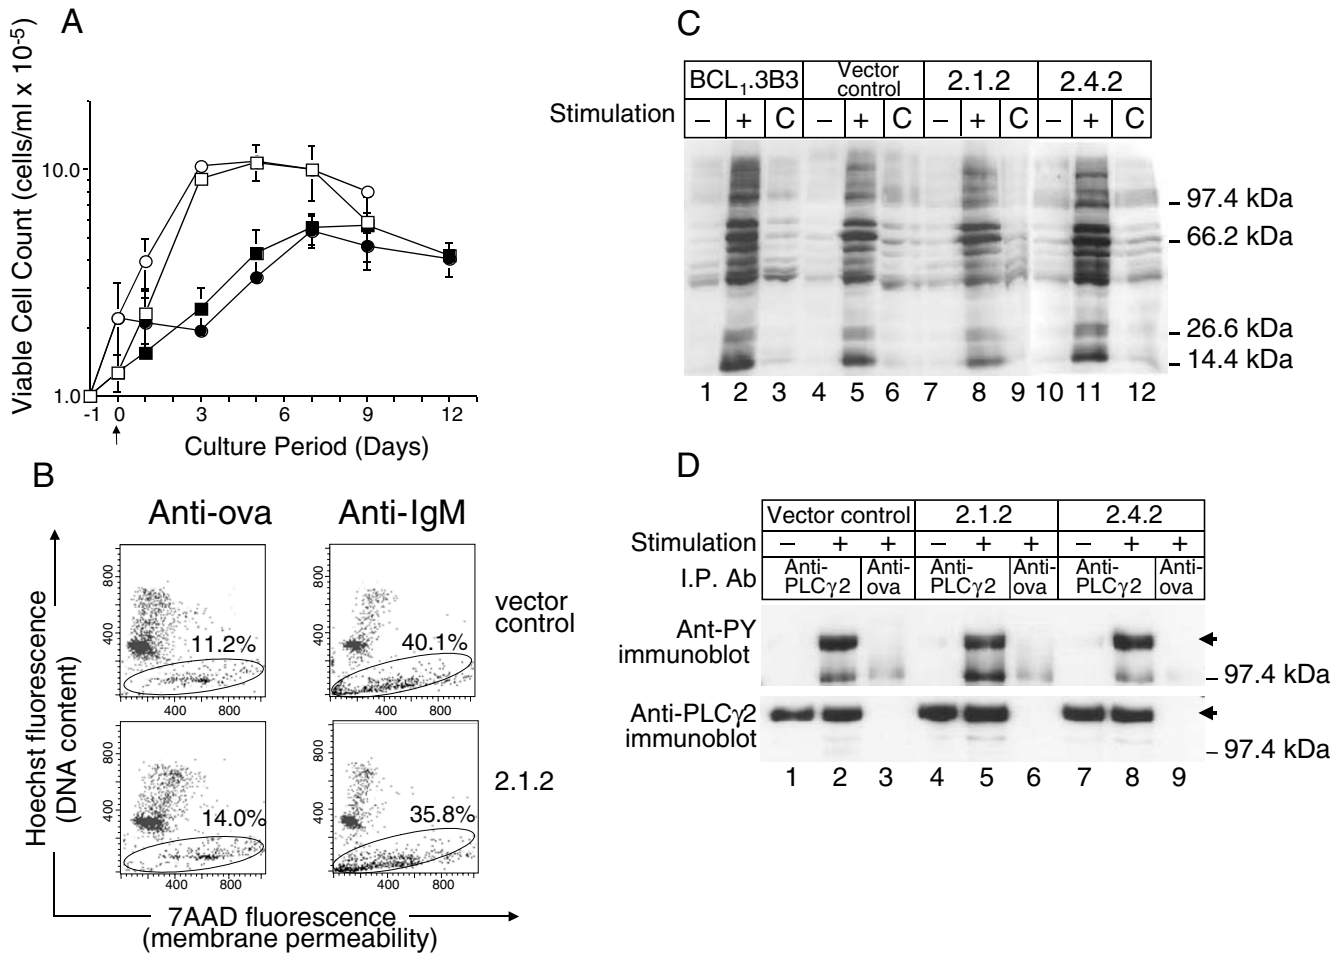 A
Viable Cell Count (cells/ml x 10-5)
10.0
1.0
-1 0 3 6 9 12
Culture Period (Days)
B
Anti-ova Anti-IgM
Hoechst fluorescence
(DNA content)
800
400
11.2%
400 800
800
400
40.1%
400 800
vector
control
800
400
14.0%
400 800
800
400
35.8%
400 800
2.1.2
7AAD fluorescence
(membrane permeability)
C
BCL1.3B3 Vector control 2.1.2 2.4.2
Stimulation – + C – + C – + C – + C
97.4 kDa
66.2 kDa
26.6 kDa
14.4 kDa
1 2 3 4 5 6 7 8 9 10 11 12
D
Vector control 2.1.2 2.4.2
Stimulation – + + – + + – + +
I.P. Ab Anti-PLCγ2 Anti-ova Anti-PLCγ2 Anti-ova Anti-PLCγ2 Anti-ova
Ant-PY
immunoblot
97.4 kDa
Anti-PLCγ2
immunoblot
97.4 kDa
1 2 3 4 5 6 7 8 9